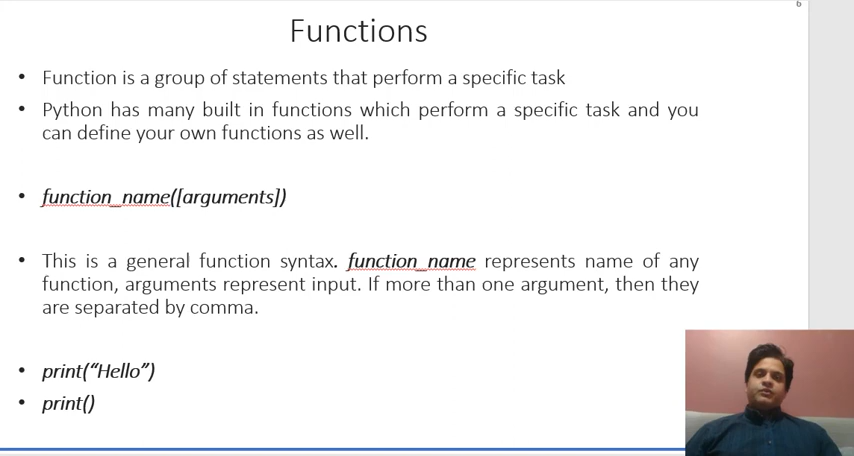 6
Functions
• Function is a group of statements that perform a specific task
• Python has many built in functions which perform a specific task and you
can define your own functions as well.
• function_name([arguments])
• This is a general function syntax. function_name represents name of any
function, arguments represent input. If more than one argument, then they
are separated by comma.
• print(“Hello”)
• print()